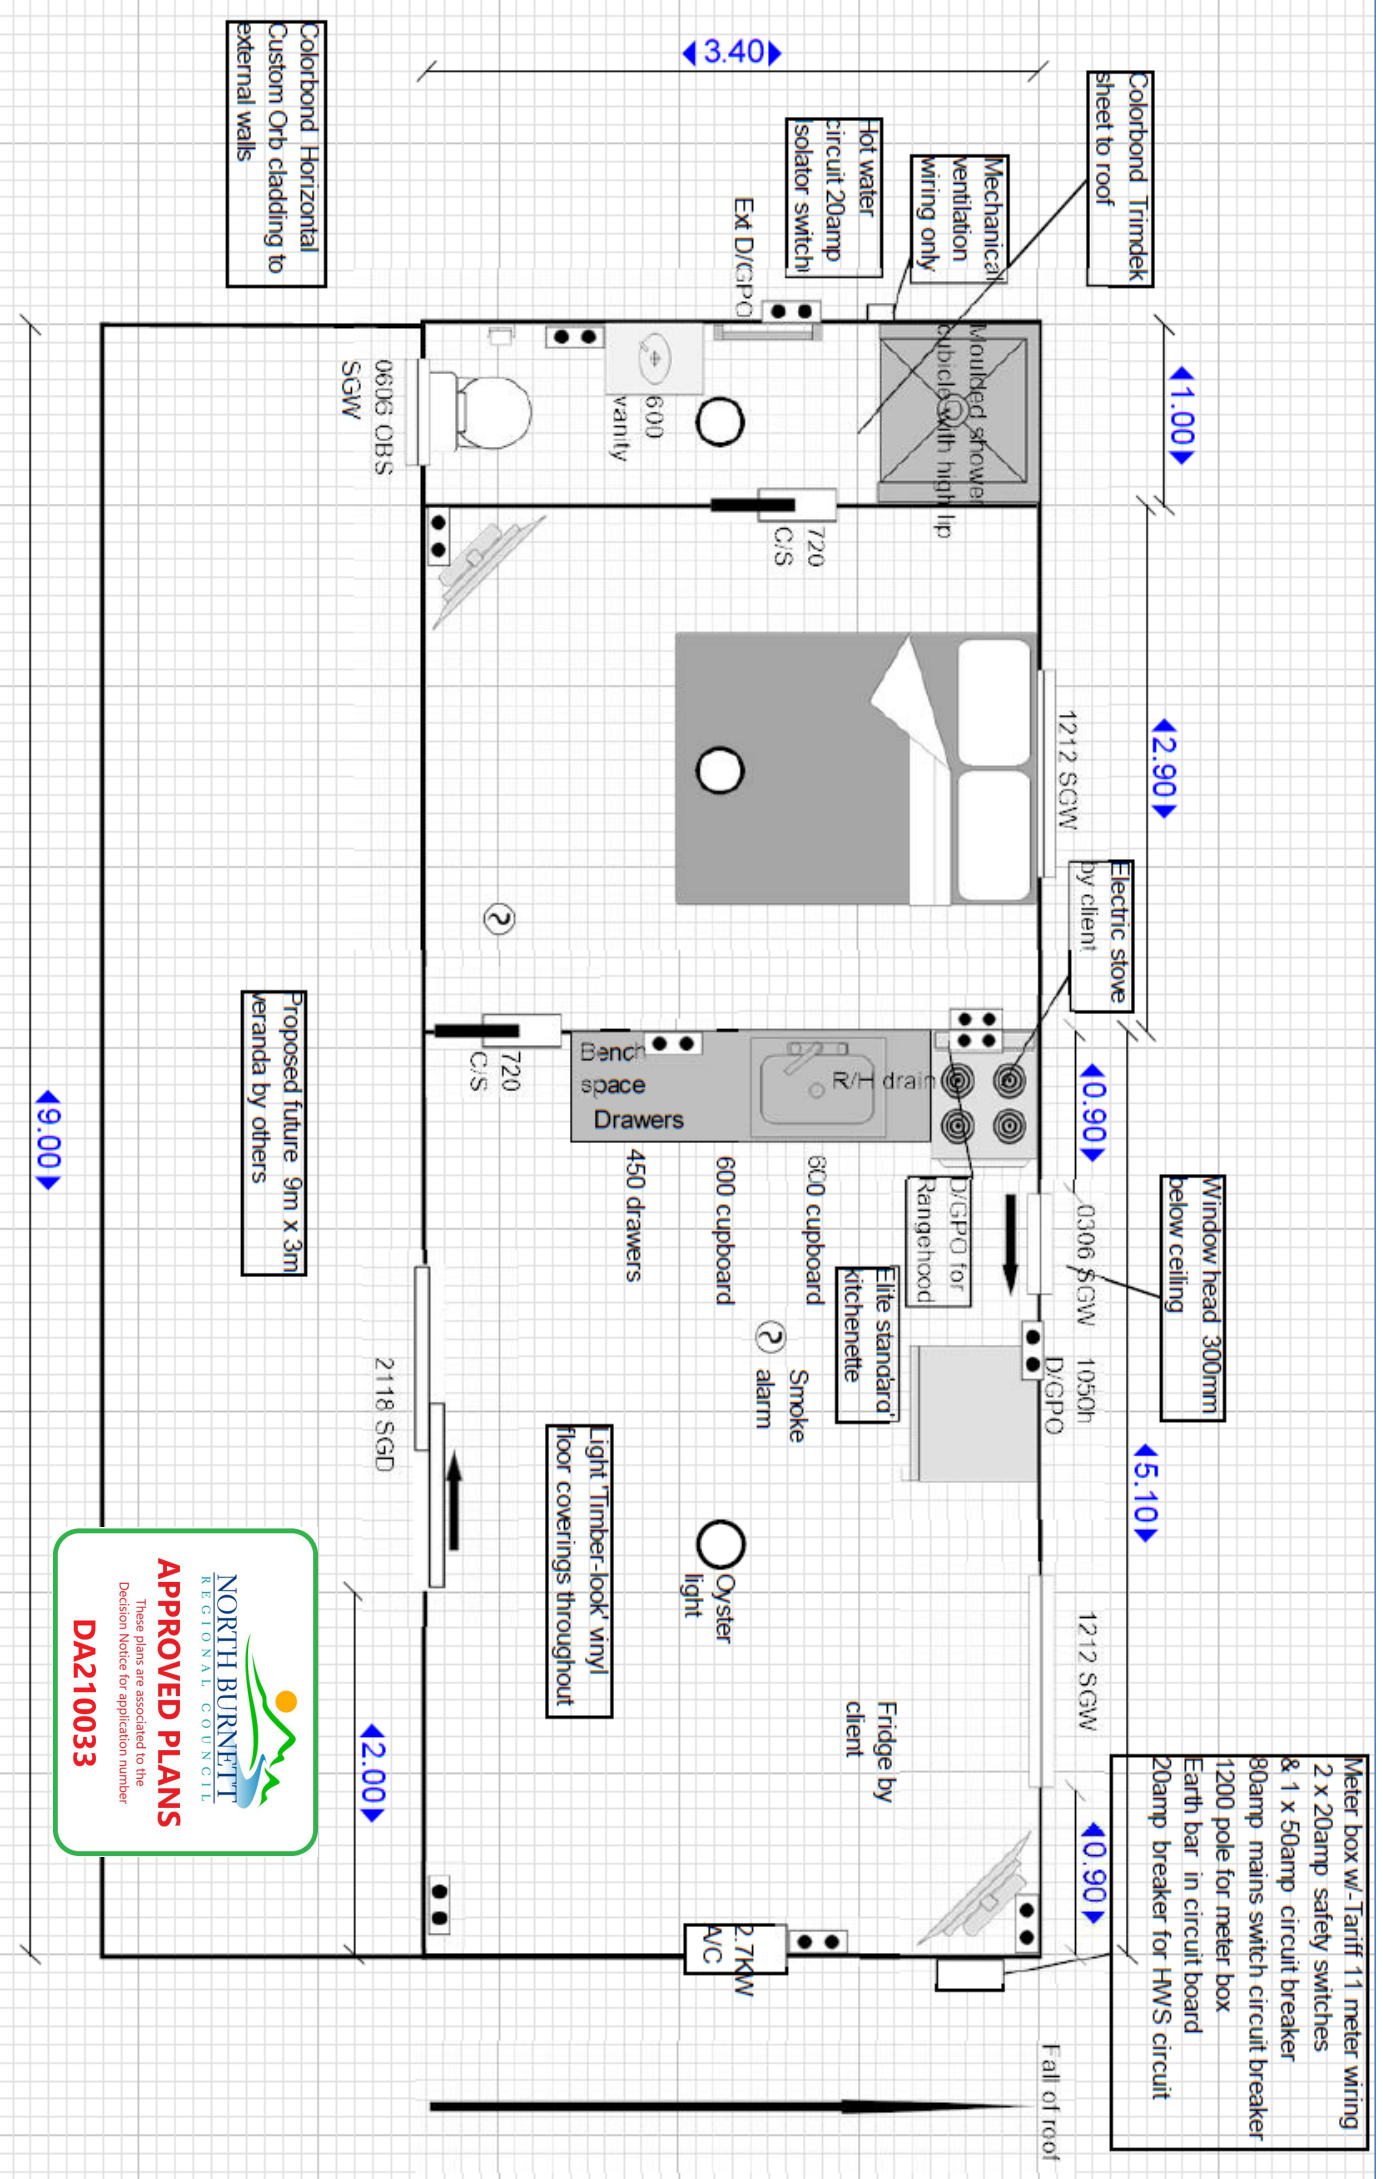 Colorbond Trimdek
sheet to roof
Mechanical
ventilation
wiring only
Hot water
circuit 20amp
isolator switch
Ext D/GPO
3.40
Colorbond Horizontal
Custom Orb cladding to
external walls
1.00
2.90
0.90
5.10
0.90
Moulded shower
cubicle with high lip
600
vanity
0606 OBS
SGW
720
C/S
1212 SGW
Electric stove
by client
720
C/S
Bench
space
Drawers
R/H drain
450 drawers
600 cupboard
600 cupboard
D/GPO for
Rangehood
'Elite standard'
kitchenette
Window head 300mm
below ceiling
0306 SGW
1050h
D/GPO
Smoke
alarm
Light 'Timber-look' vinyl
floor coverings throughout
Oyster
light
2118 SGD
1212 SGW
Fridge by
client
Meter box w/-Tariff 11 meter wiring
2 x 20amp safety switches
& 1 x 50amp circuit breaker
80amp mains switch circuit breaker
1200 pole for meter box
Earth bar in circuit board
20amp breaker for HWS circuit
2.7KW
A/C
Fall of roof
2.00
Proposed future 9m x 3m
veranda by others
9.00
NORTH BURNETT
REGIONAL COUNCIL
APPROVED PLANS
These plans are associated to the
Decision Notice for application number
DA210033